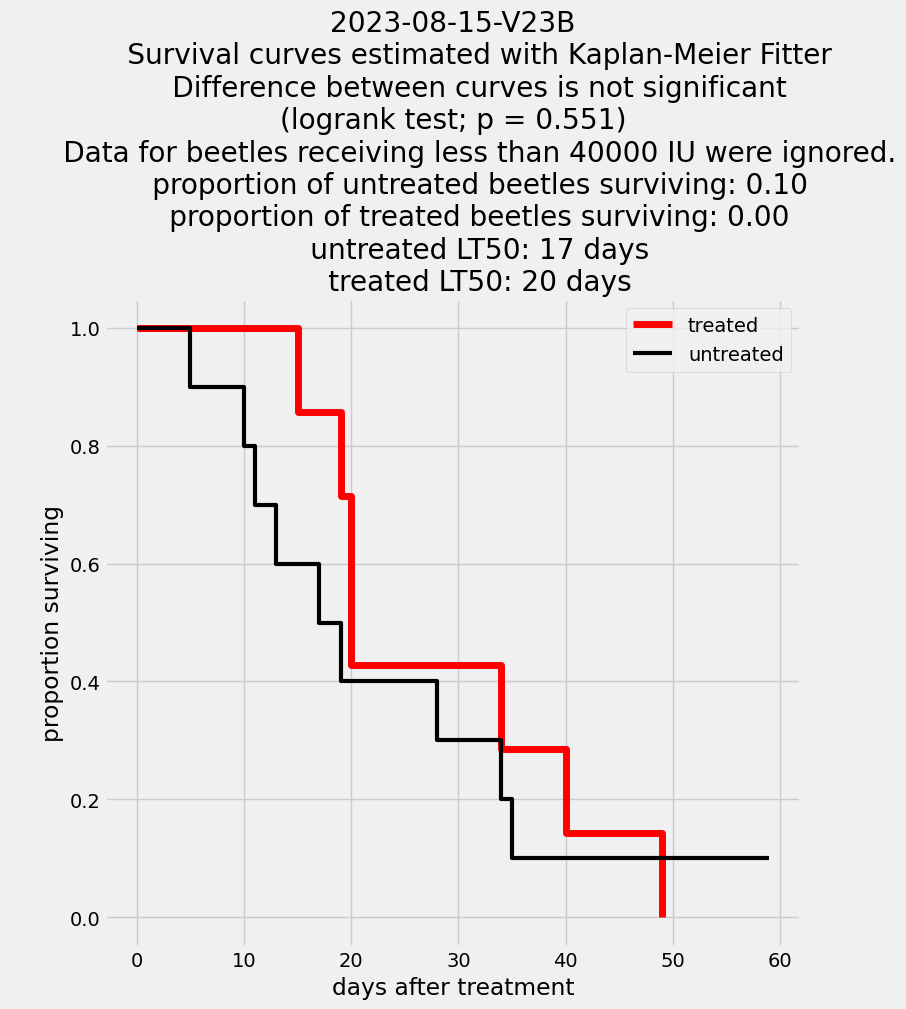 2023-08-15-V23B
Survival curves estimated with Kaplan-Meier Fitter
Difference between curves is not significant
(logrank test; p = 0.551)
Data for beetles receiving less than 40000 IU were ignored.
proportion of untreated beetles surviving: 0.10
proportion of treated beetles surviving: 0.00
untreated LT50: 17 days
treated LT50: 20 days
treated
untreated
1.0
0.8
0.6
0.4
0.2
0.0
proportion surviving
0 10 20 30 40 50 60
days after treatment